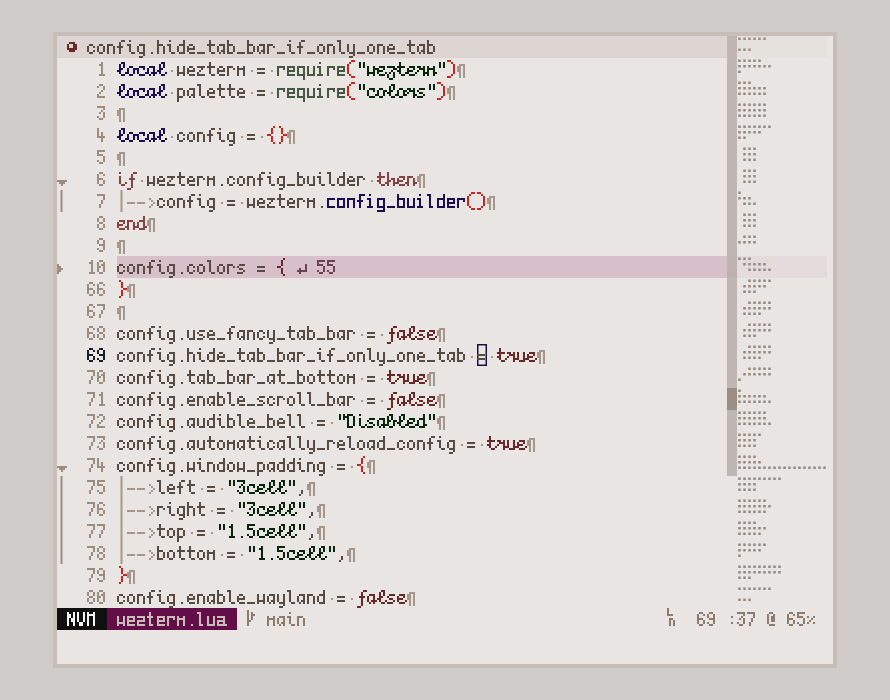 config.hide_tab_bar_if_only_one_tab
1 local·wezterm·=·require("wezterm")¶
2 local·palette·=·require("colors")¶
3 ¶
4 local·config·=·{}¶
5 ¶
6 if·wezterm.config_builder·then¶
7 |-->config·=·wezterm.config_builder()¶
8 end¶
9 ¶
10 config.colors = { ↵ 55
66 }¶
67 ¶
68 config.use_fancy_tab_bar·=·false¶
69 config.hide_tab_bar_if_only_one_tab·=·true¶
70 config.tab_bar_at_bottom·=·true¶
71 config.enable_scroll_bar·=·false¶
72 config.audible_bell·=·"Disabled"¶
73 config.automatically_reload_config·=·true¶
74 config.window_padding·=·{¶
75 |-->left·=·"3cell",¶
76 |-->right·=·"3cell",¶
77 |-->top·=·"1.5cell",¶
78 |-->bottom·=·"1.5cell",¶
79 }¶
80 config.enable_wayland·=·false¶
NUM wezterm.lua main 69 :37 @ 65%